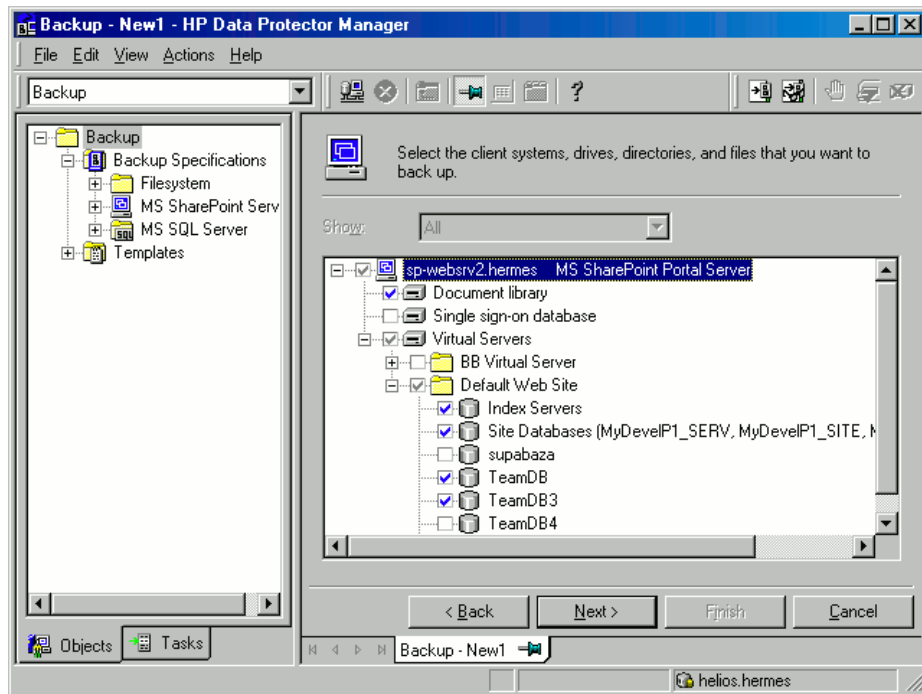 Backup - New1 - HP Data Protector Manager
File Edit View Actions Help
Backup
Backup
Backup Specifications
Filesystem
MS SharePoint Serv
MS SQL Server
Templates
Select the client systems, drives, directories, and files that you want to
back up.
Show: All
sp-websrv2.hermes MS SharePoint Portal Server
Document library
Single sign-on database
Virtual Servers
BB Virtual Server
Default Web Site
Index Servers
Site Databases (MyDevelP1_SERV, MyDevelP1_SITE, M
supabaza
TeamDB
TeamDB3
TeamDB4
< Back Next > Finish Cancel
Objects Tasks
Backup - New1
helios.hermes